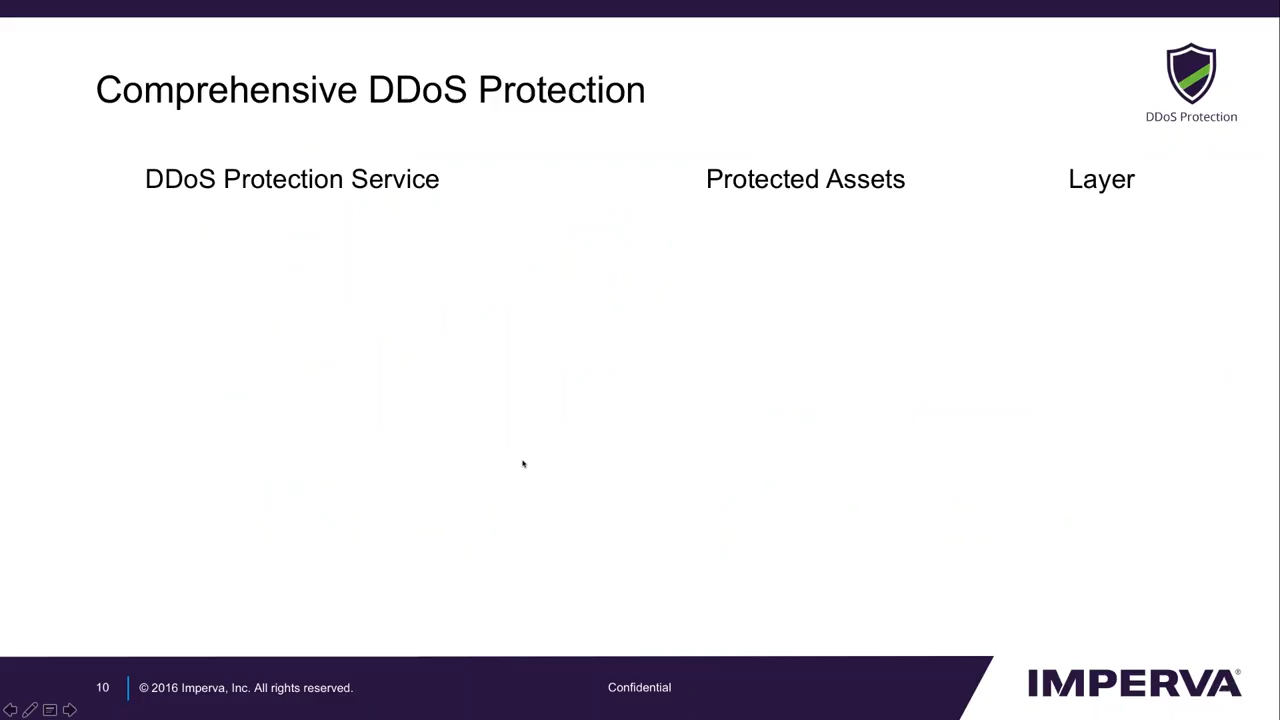 Comprehensive DDoS Protection
DDoS Protection
DDoS Protection Service
Protected Assets
Layer
10
© 2016 Imperva, Inc. All rights reserved.
Confidential
IMPERVA®